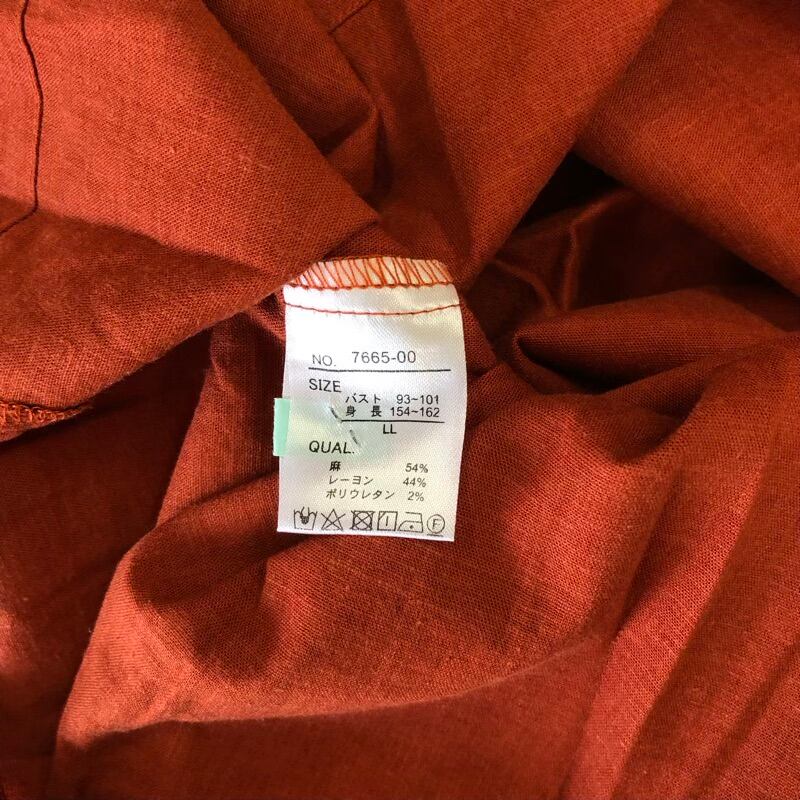 NO. 7665-00
SIZE
バスト 93~101
身長 154~162
LL
QUAL.
麻 54%
レーヨン 44%
ポリウレタン 2%
F